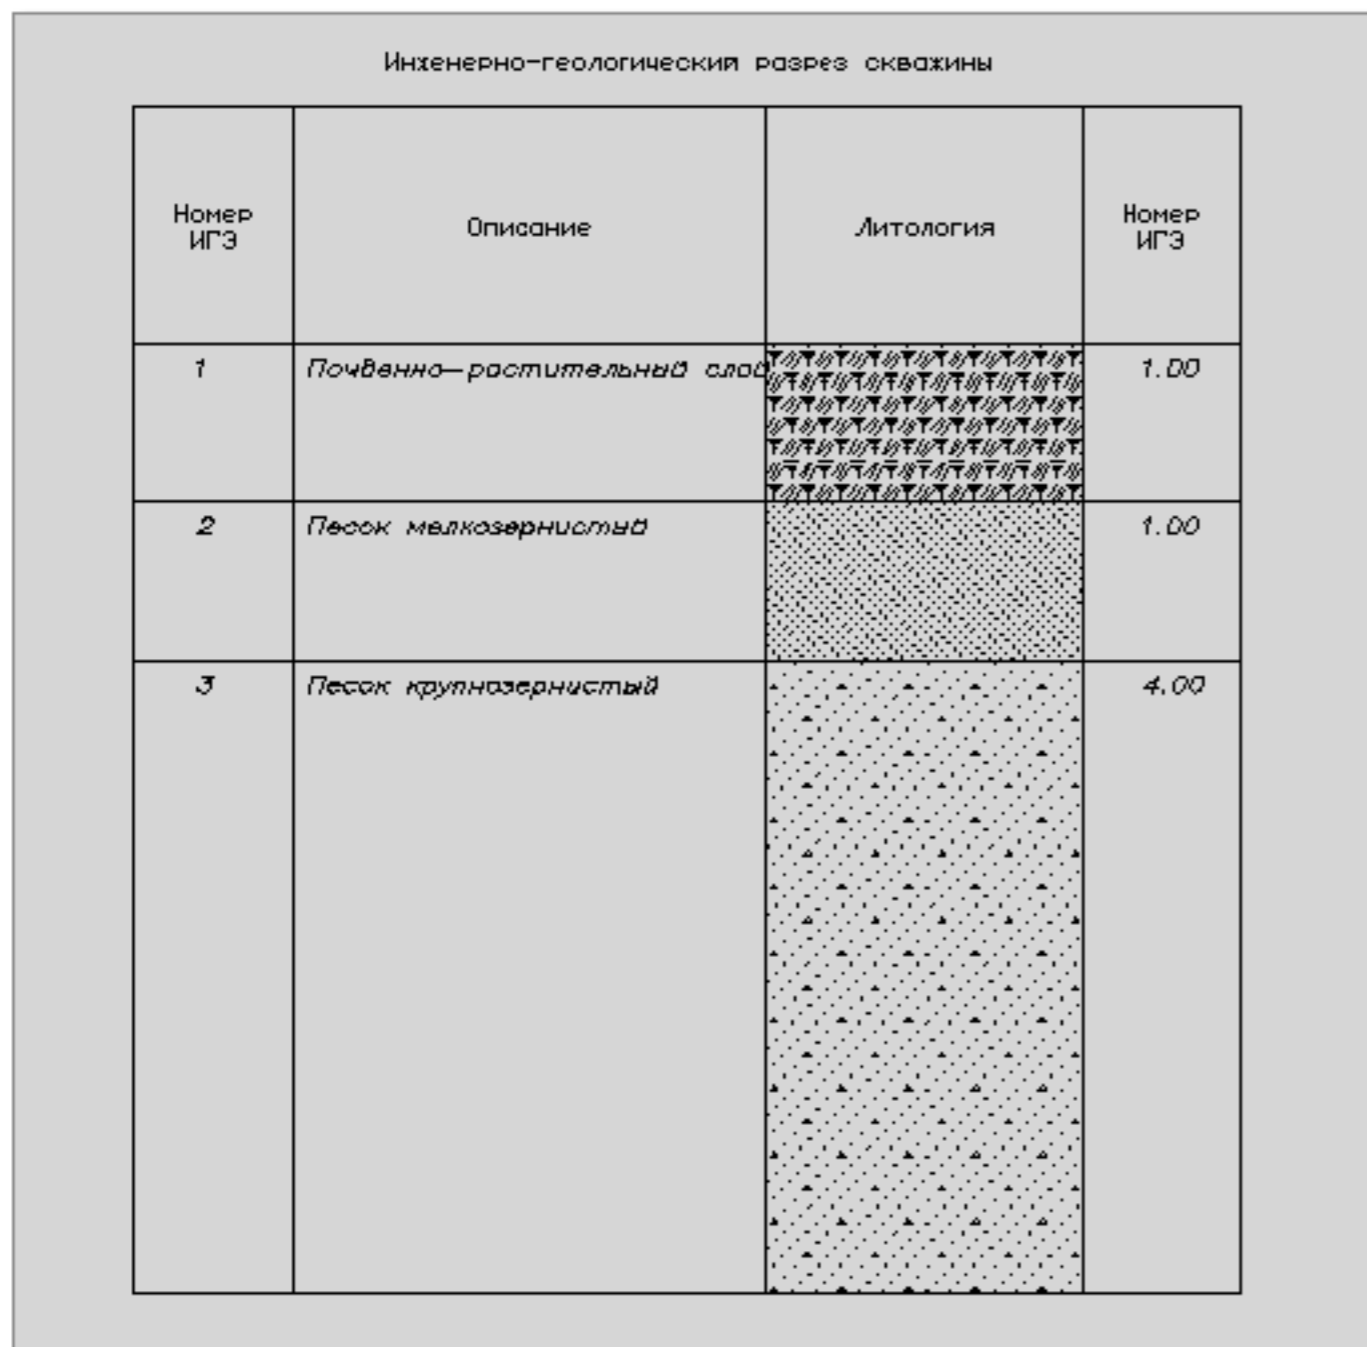 Инженерно-геологический разрез скважины
Номер
ИГЭ
Описание
Литология
Номер
ИГЭ
1
Почвенно-растительный слой
1.00
2
Песок мелкозернистый
1.00
3
Песок крупнозернистый
4.00